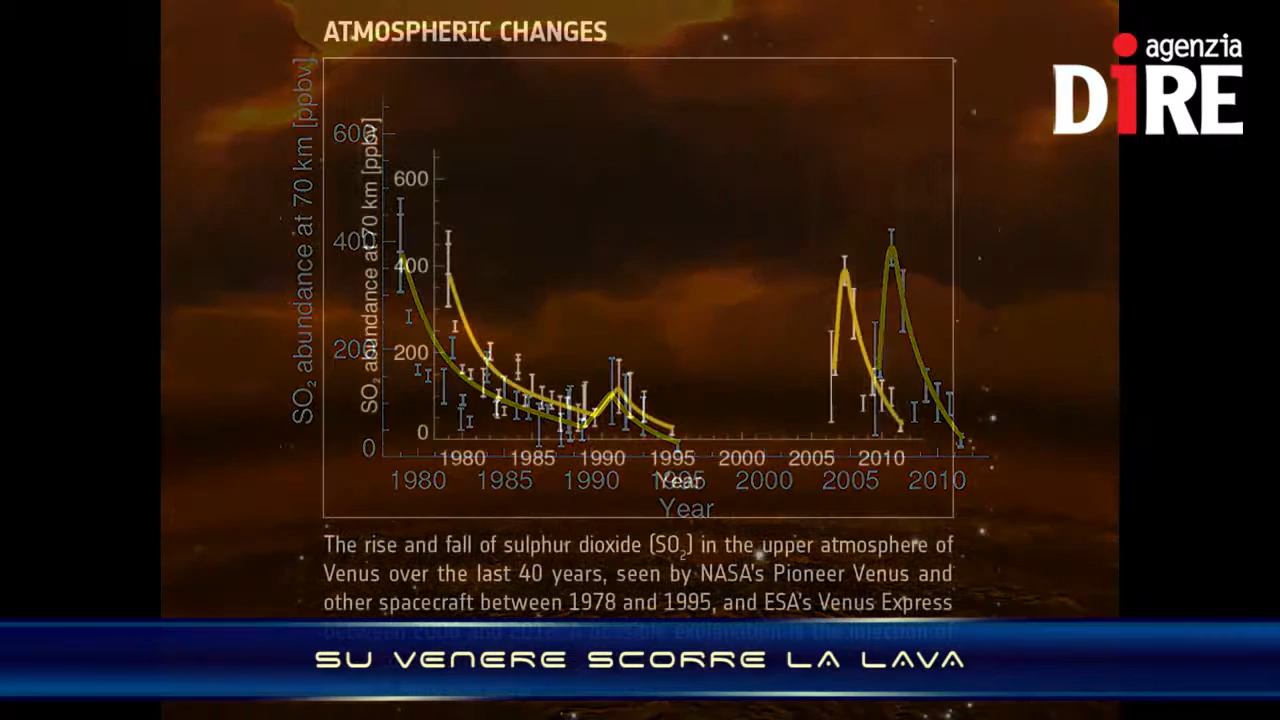 ATMOSPHERIC CHANGES
agenzia
DiRE
SO₂ abundance at 70 km [ppbv]
600
400
200
0
1980 1985 1990 1995 2000 2005 2010
Year
SO₂ abundance at 70 km [ppbv]
600
400
200
0
1980 1985 1990 1995 2000 2005 2010
Year
The rise and fall of sulphur dioxide (SO₂) in the upper atmosphere of
Venus over the last 40 years, seen by NASA's Pioneer Venus and
other spacecraft between 1978 and 1995, and ESA's Venus Express
SU VENERE SCORRE LA LAVA